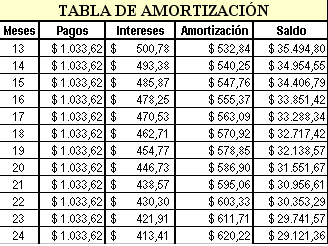 TABLA DE AMORTIZACIÓN
Meses Pagos Intereses Amortización Saldo
13 $ 1.033,62 $ 500,78 $ 532,84 $ 35.494,80
14 $ 1.033,62 $ 493,38 $ 540,25 $ 34.954,55
15 $ 1.033,62 $ 485,87 $ 547,76 $ 34.406,79
16 $ 1.033,62 $ 478,25 $ 555,37 $ 33.851,42
17 $ 1.033,62 $ 470,53 $ 563,09 $ 33.288,34
18 $ 1.033,62 $ 462,71 $ 570,92 $ 32.717,42
19 $ 1.033,62 $ 454,77 $ 578,85 $ 32.138,57
20 $ 1.033,62 $ 446,73 $ 586,90 $ 31.551,67
21 $ 1.033,62 $ 438,57 $ 595,06 $ 30.956,61
22 $ 1.033,62 $ 430,30 $ 603,33 $ 30.353,29
23 $ 1.033,62 $ 421,91 $ 611,71 $ 29.741,57
24 $ 1.033,62 $ 413,41 $ 620,22 $ 29.121,36